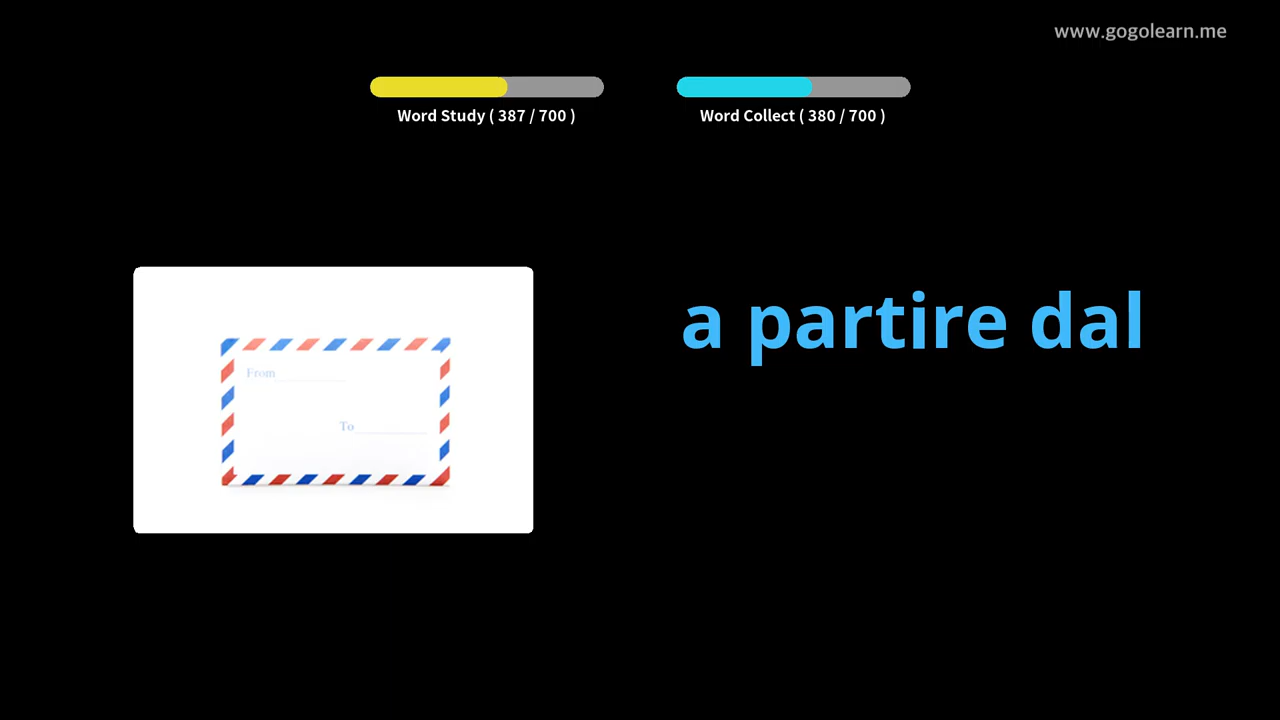 www.gogolearn.me
Word Study ( 387 / 700 )
Word Collect ( 380 / 700 )
a partire dal
From
To